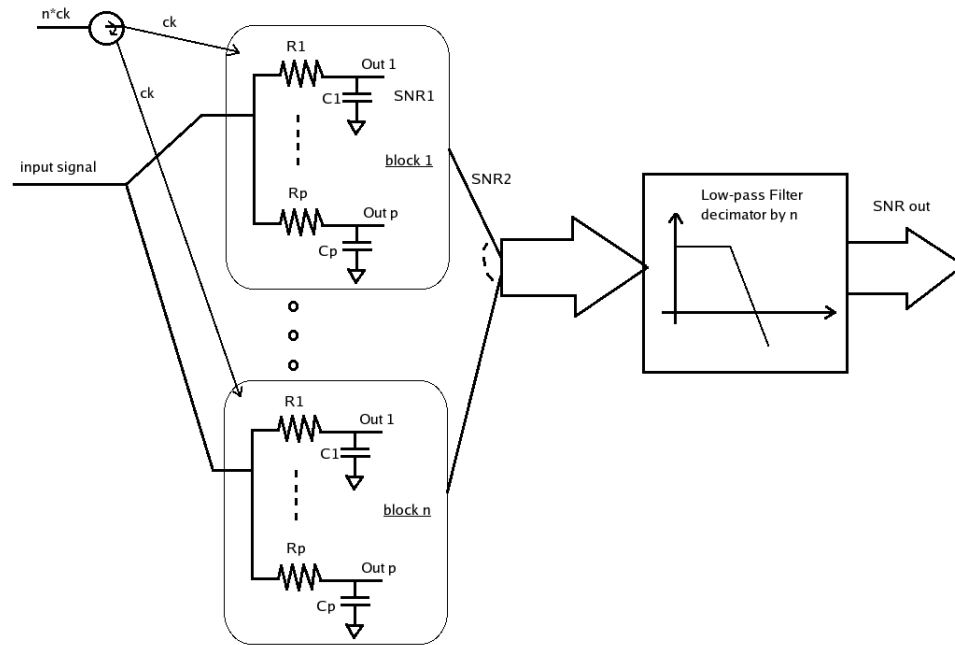 n*ck
ck
ck
input signal
R1
Out 1
C1
SNR1
block 1
Rp
Out p
Cp
SNR2
Low-pass Filter
decimator by n
SNR out
R1
Out 1
C1
block n
Rp
Out p
Cp